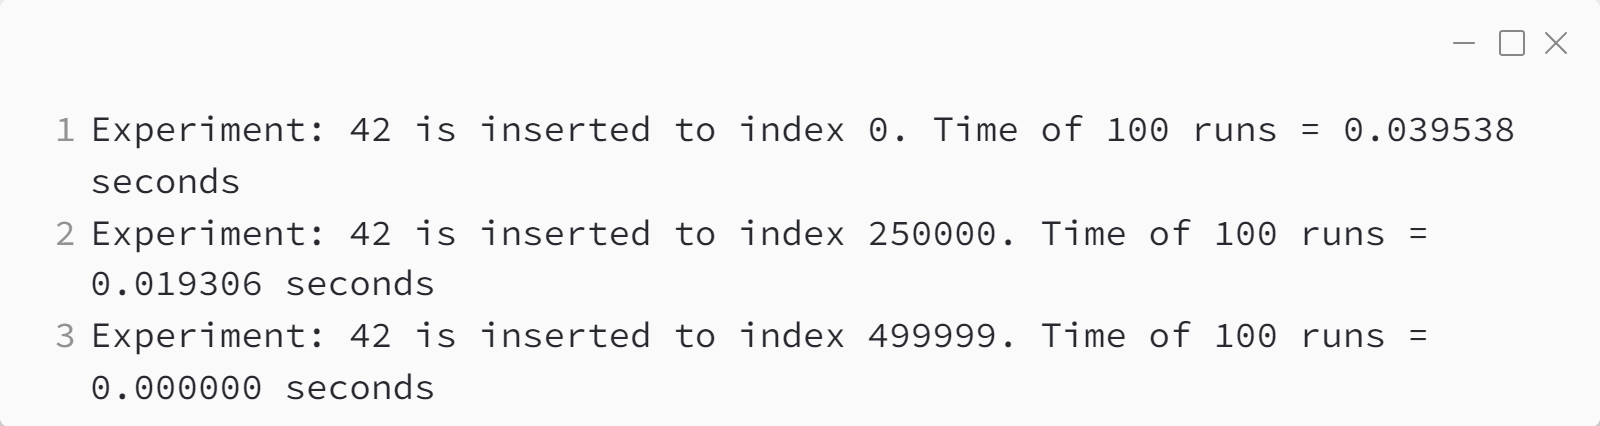 1 Experiment: 42 is inserted to index 0. Time of 100 runs = 0.039538
seconds
2 Experiment: 42 is inserted to index 250000. Time of 100 runs =
0.019306 seconds
3 Experiment: 42 is inserted to index 499999. Time of 100 runs =
0.000000 seconds